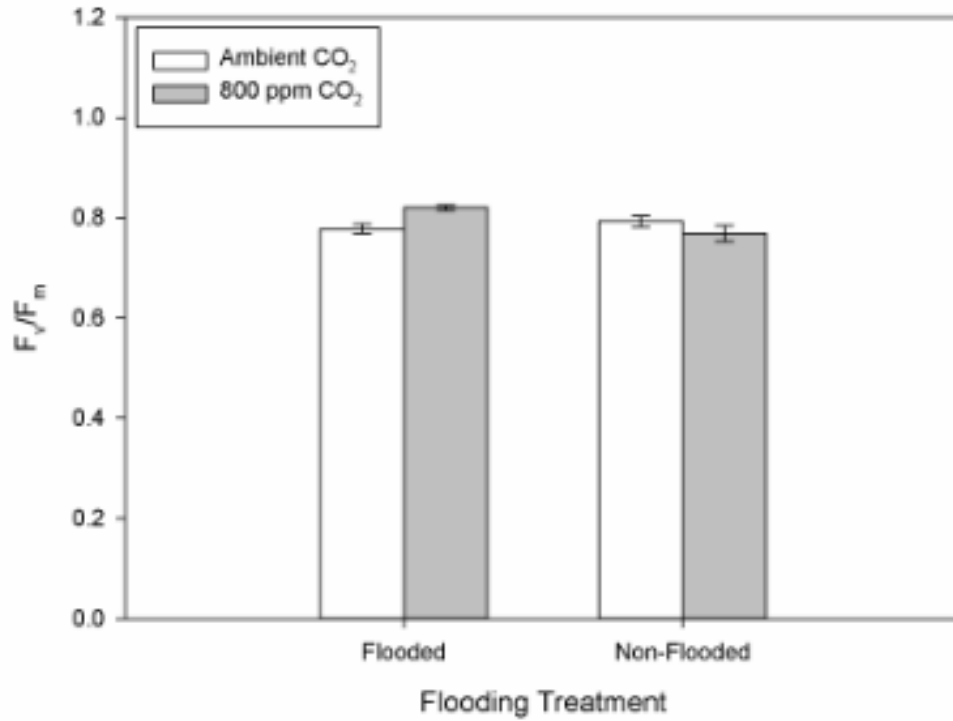 1.2
1.0
0.8
0.6
0.4
0.2
0.0
Ambient CO₂
800 ppm CO₂
Fᵥ/Fₘ
Flooded Non-Flooded
Flooding Treatment